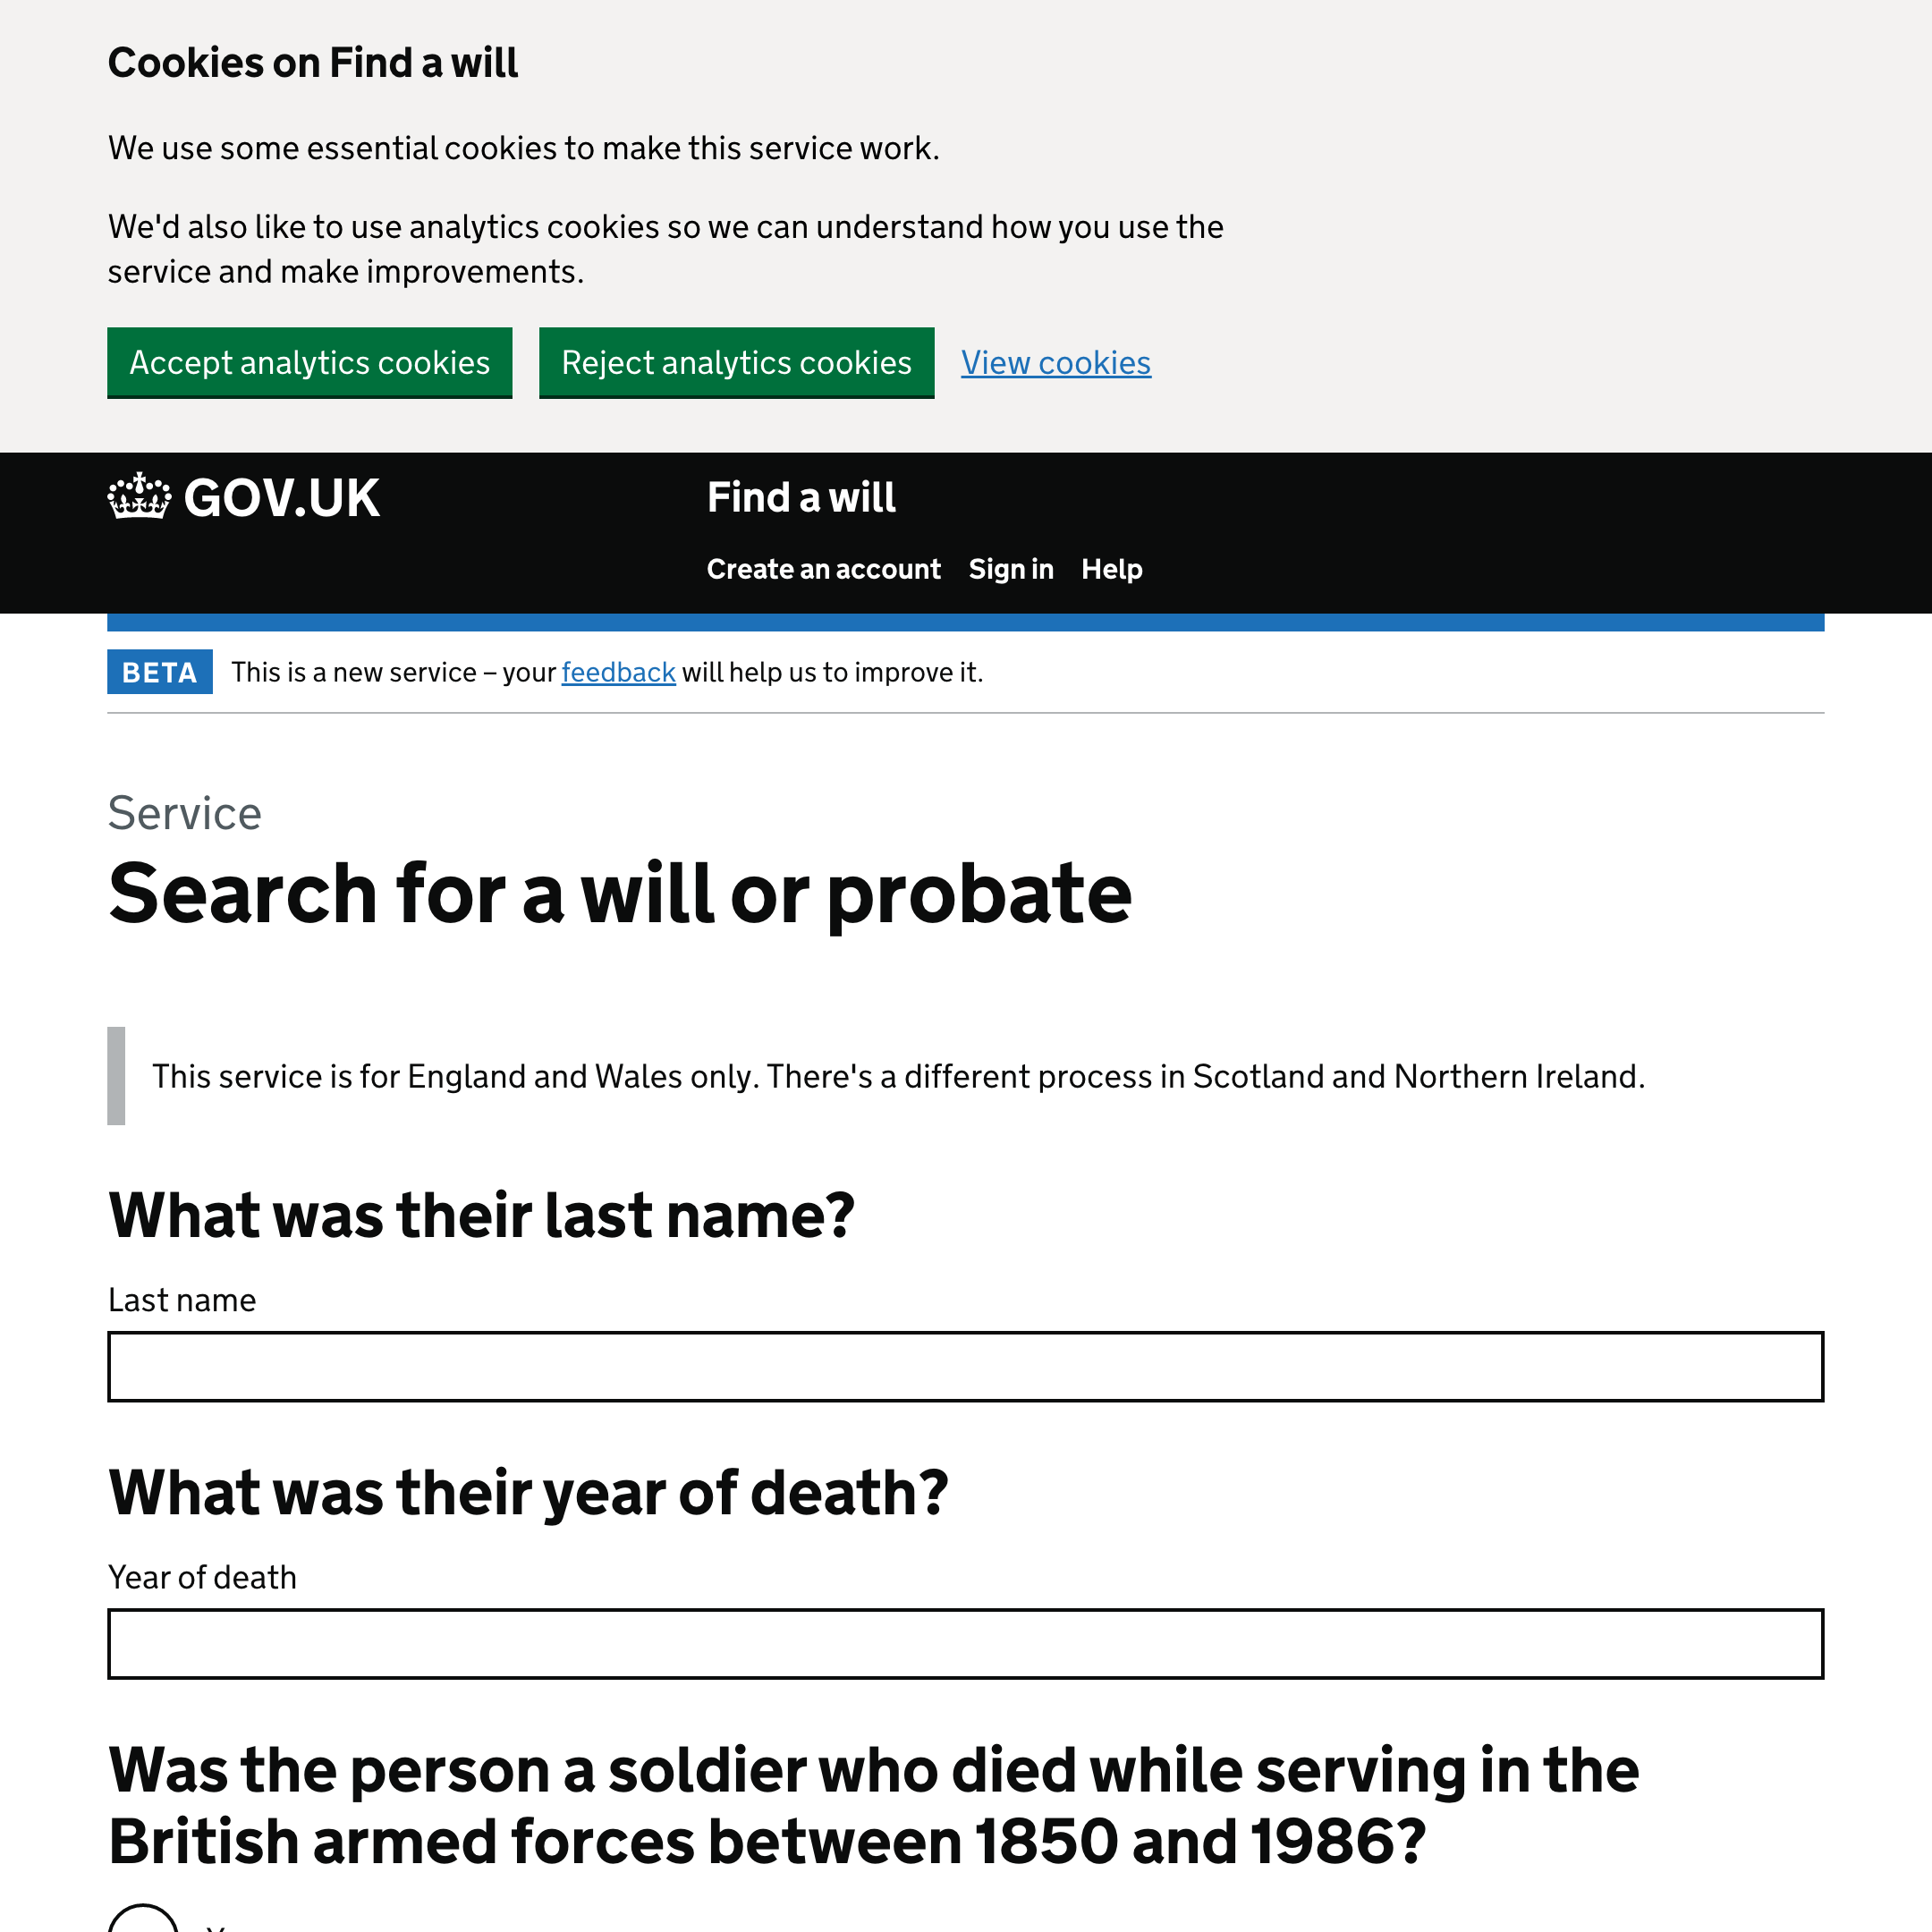 Cookies on Find a will
We use some essential cookies to make this service work.
We'd also like to use analytics cookies so we can understand how you use the
service and make improvements.
Accept analytics cookies
Reject analytics cookies
View cookies
GOV.UK
Find a will
Create an account
Sign in
Help
BETA
This is a new service – your feedback will help us to improve it.
Service
Search for a will or probate
This service is for England and Wales only. There's a different process in Scotland and Northern Ireland.
What was their last name?
Last name
What was their year of death?
Year of death
Was the person a soldier who died while serving in the
British armed forces between 1850 and 1986?